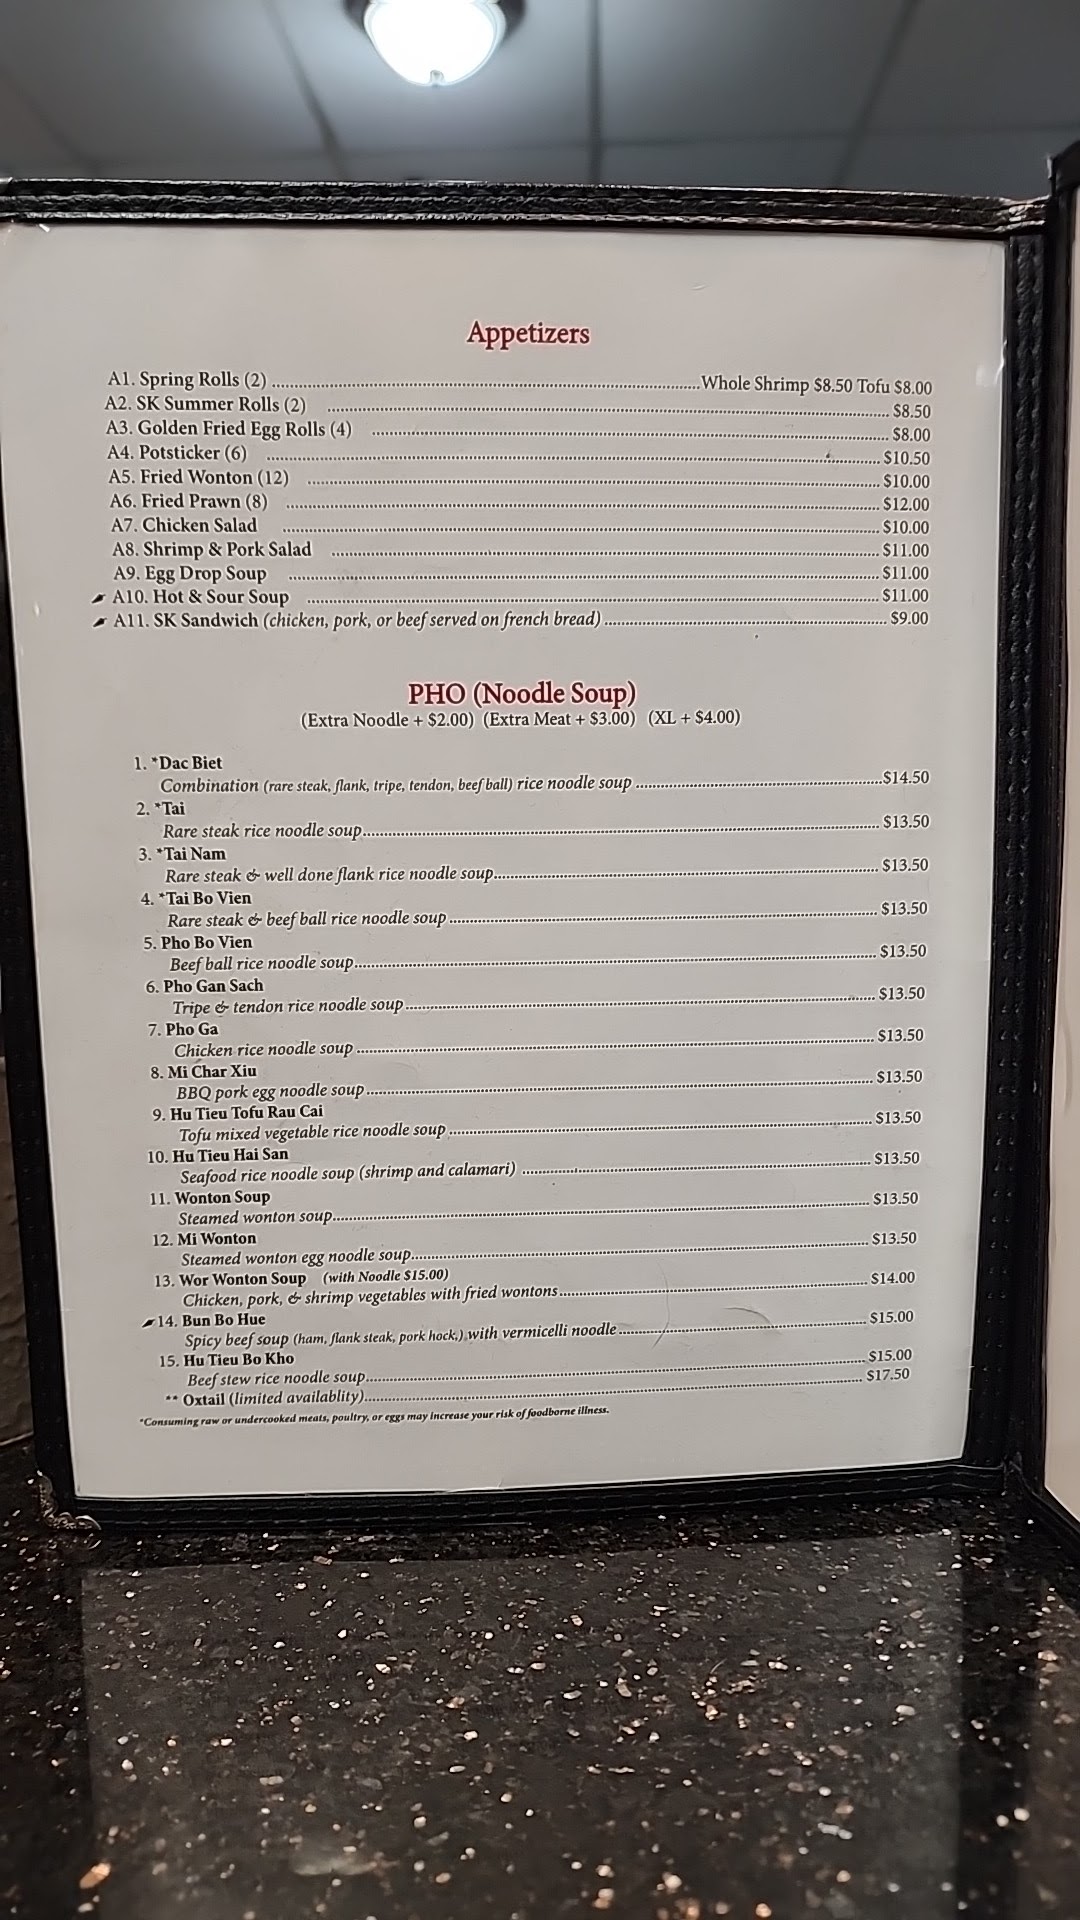 Appetizers
A1. Spring Rolls (2) Whole Shrimp $8.50 Tofu $8.00
A2. SK Summer Rolls (2) $8.50
A3. Golden Fried Egg Rolls (4) $8.00
A4. Potsticker (6) $10.50
A5. Fried Wonton (12) $10.00
A6. Fried Prawn (8) $12.00
A7. Chicken Salad $10.00
A8. Shrimp & Pork Salad $11.00
A9. Egg Drop Soup $11.00
A10. Hot & Sour Soup $11.00
A11. SK Sandwich (chicken, pork, or beef served on french bread) $9.00
PHO (Noodle Soup)
(Extra Noodle + $2.00) (Extra Meat + $3.00) (XL + $4.00)
1. *Dac Biet
Combination (rare steak, flank, tripe, tendon, beef ball) rice noodle soup $14.50
2. *Tai
Rare steak rice noodle soup $13.50
3. *Tai Nam
Rare steak & well done flank rice noodle soup $13.50
4. *Tai Bo Vien
Rare steak & beef ball rice noodle soup $13.50
5. Pho Bo Vien
Beef ball rice noodle soup $13.50
6. Pho Gan Sach
Tripe & tendon rice noodle soup $13.50
7. Pho Ga
Chicken rice noodle soup $13.50
8. Mi Char Xiu
BBQ pork egg noodle soup $13.50
9. Hu Tieu Tofu Rau Cai
Tofu mixed vegetable rice noodle soup $13.50
10. Hu Tieu Hai San
Seafood rice noodle soup (shrimp and calamari) $13.50
11. Wonton Soup
Steamed wonton soup $13.50
12. Mi Wonton
Steamed wonton egg noodle soup $13.50
13. Wor Wonton Soup (with Noodle $15.00)
Chicken, pork, & shrimp vegetables with fried wontons $14.00
14. Bun Bo Hue
Spicy beef soup (ham, flank steak, pork hock,) with vermicelli noodle $15.00
15. Hu Tieu Bo Kho
Beef stew rice noodle soup $15.00
** Oxtail (limited availablity) $17.50
*Consuming raw or undercooked meats, poultry, or eggs may increase your risk of foodborne illness.